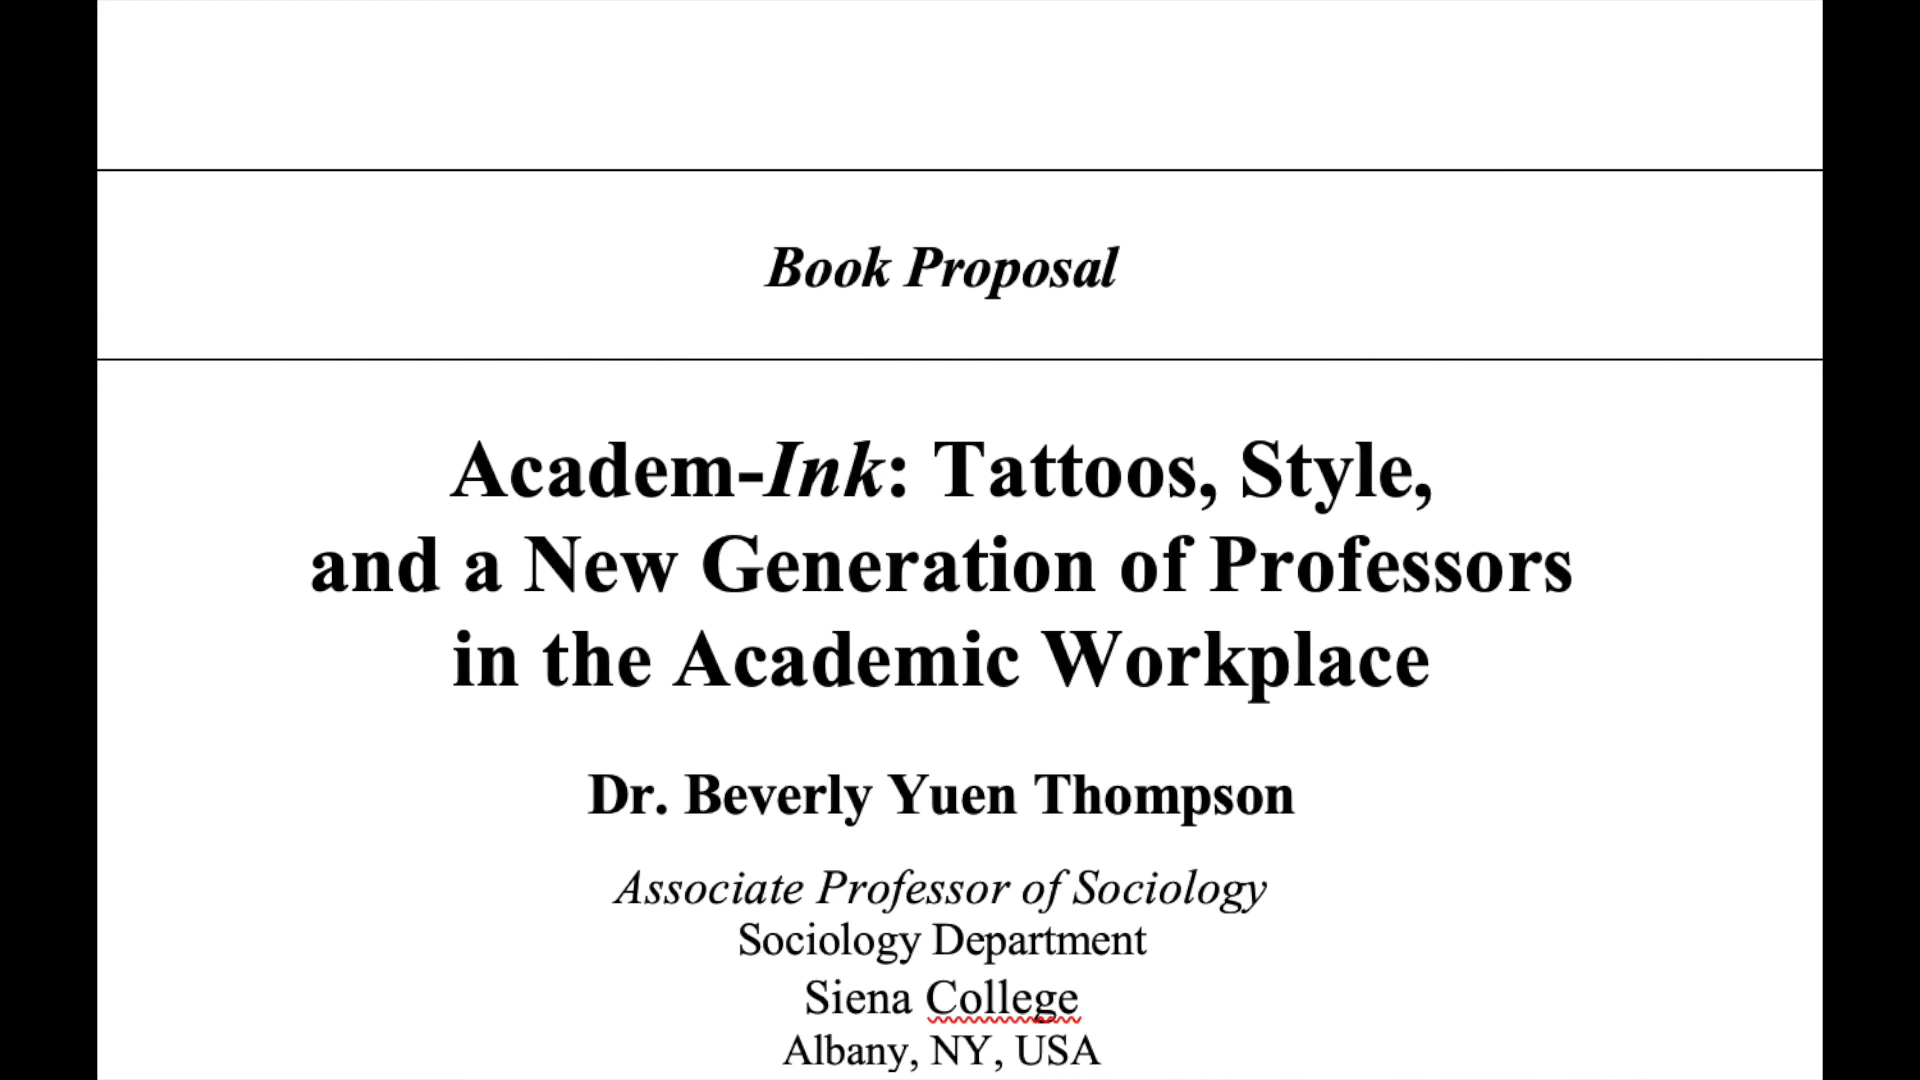 Book Proposal
Academ-Ink: Tattoos, Style,
and a New Generation of Professors
in the Academic Workplace
Dr. Beverly Yuen Thompson
Associate Professor of Sociology
Sociology Department
Siena College
Albany, NY, USA